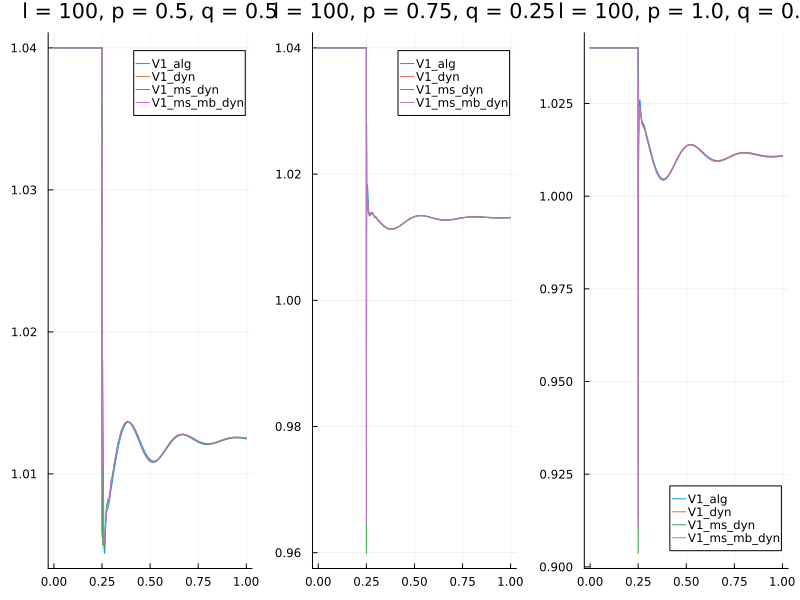 l = 100, p = 0.5, q = 0.5
l = 100, p = 0.75, q = 0.25
l = 100, p = 1.0, q = 0.
1.04
1.03
1.02
1.01
V1_alg
V1_dyn
V1_ms_dyn
V1_ms_mb_dyn
0.00 0.25 0.50 0.75 1.00
1.04
1.02
1.00
0.98
0.96
V1_alg
V1_dyn
V1_ms_dyn
V1_ms_mb_dyn
0.00 0.25 0.50 0.75 1.00
1.025
1.000
0.975
0.950
0.925
0.900
V1_alg
V1_dyn
V1_ms_dyn
V1_ms_mb_dyn
0.00 0.25 0.50 0.75 1.00